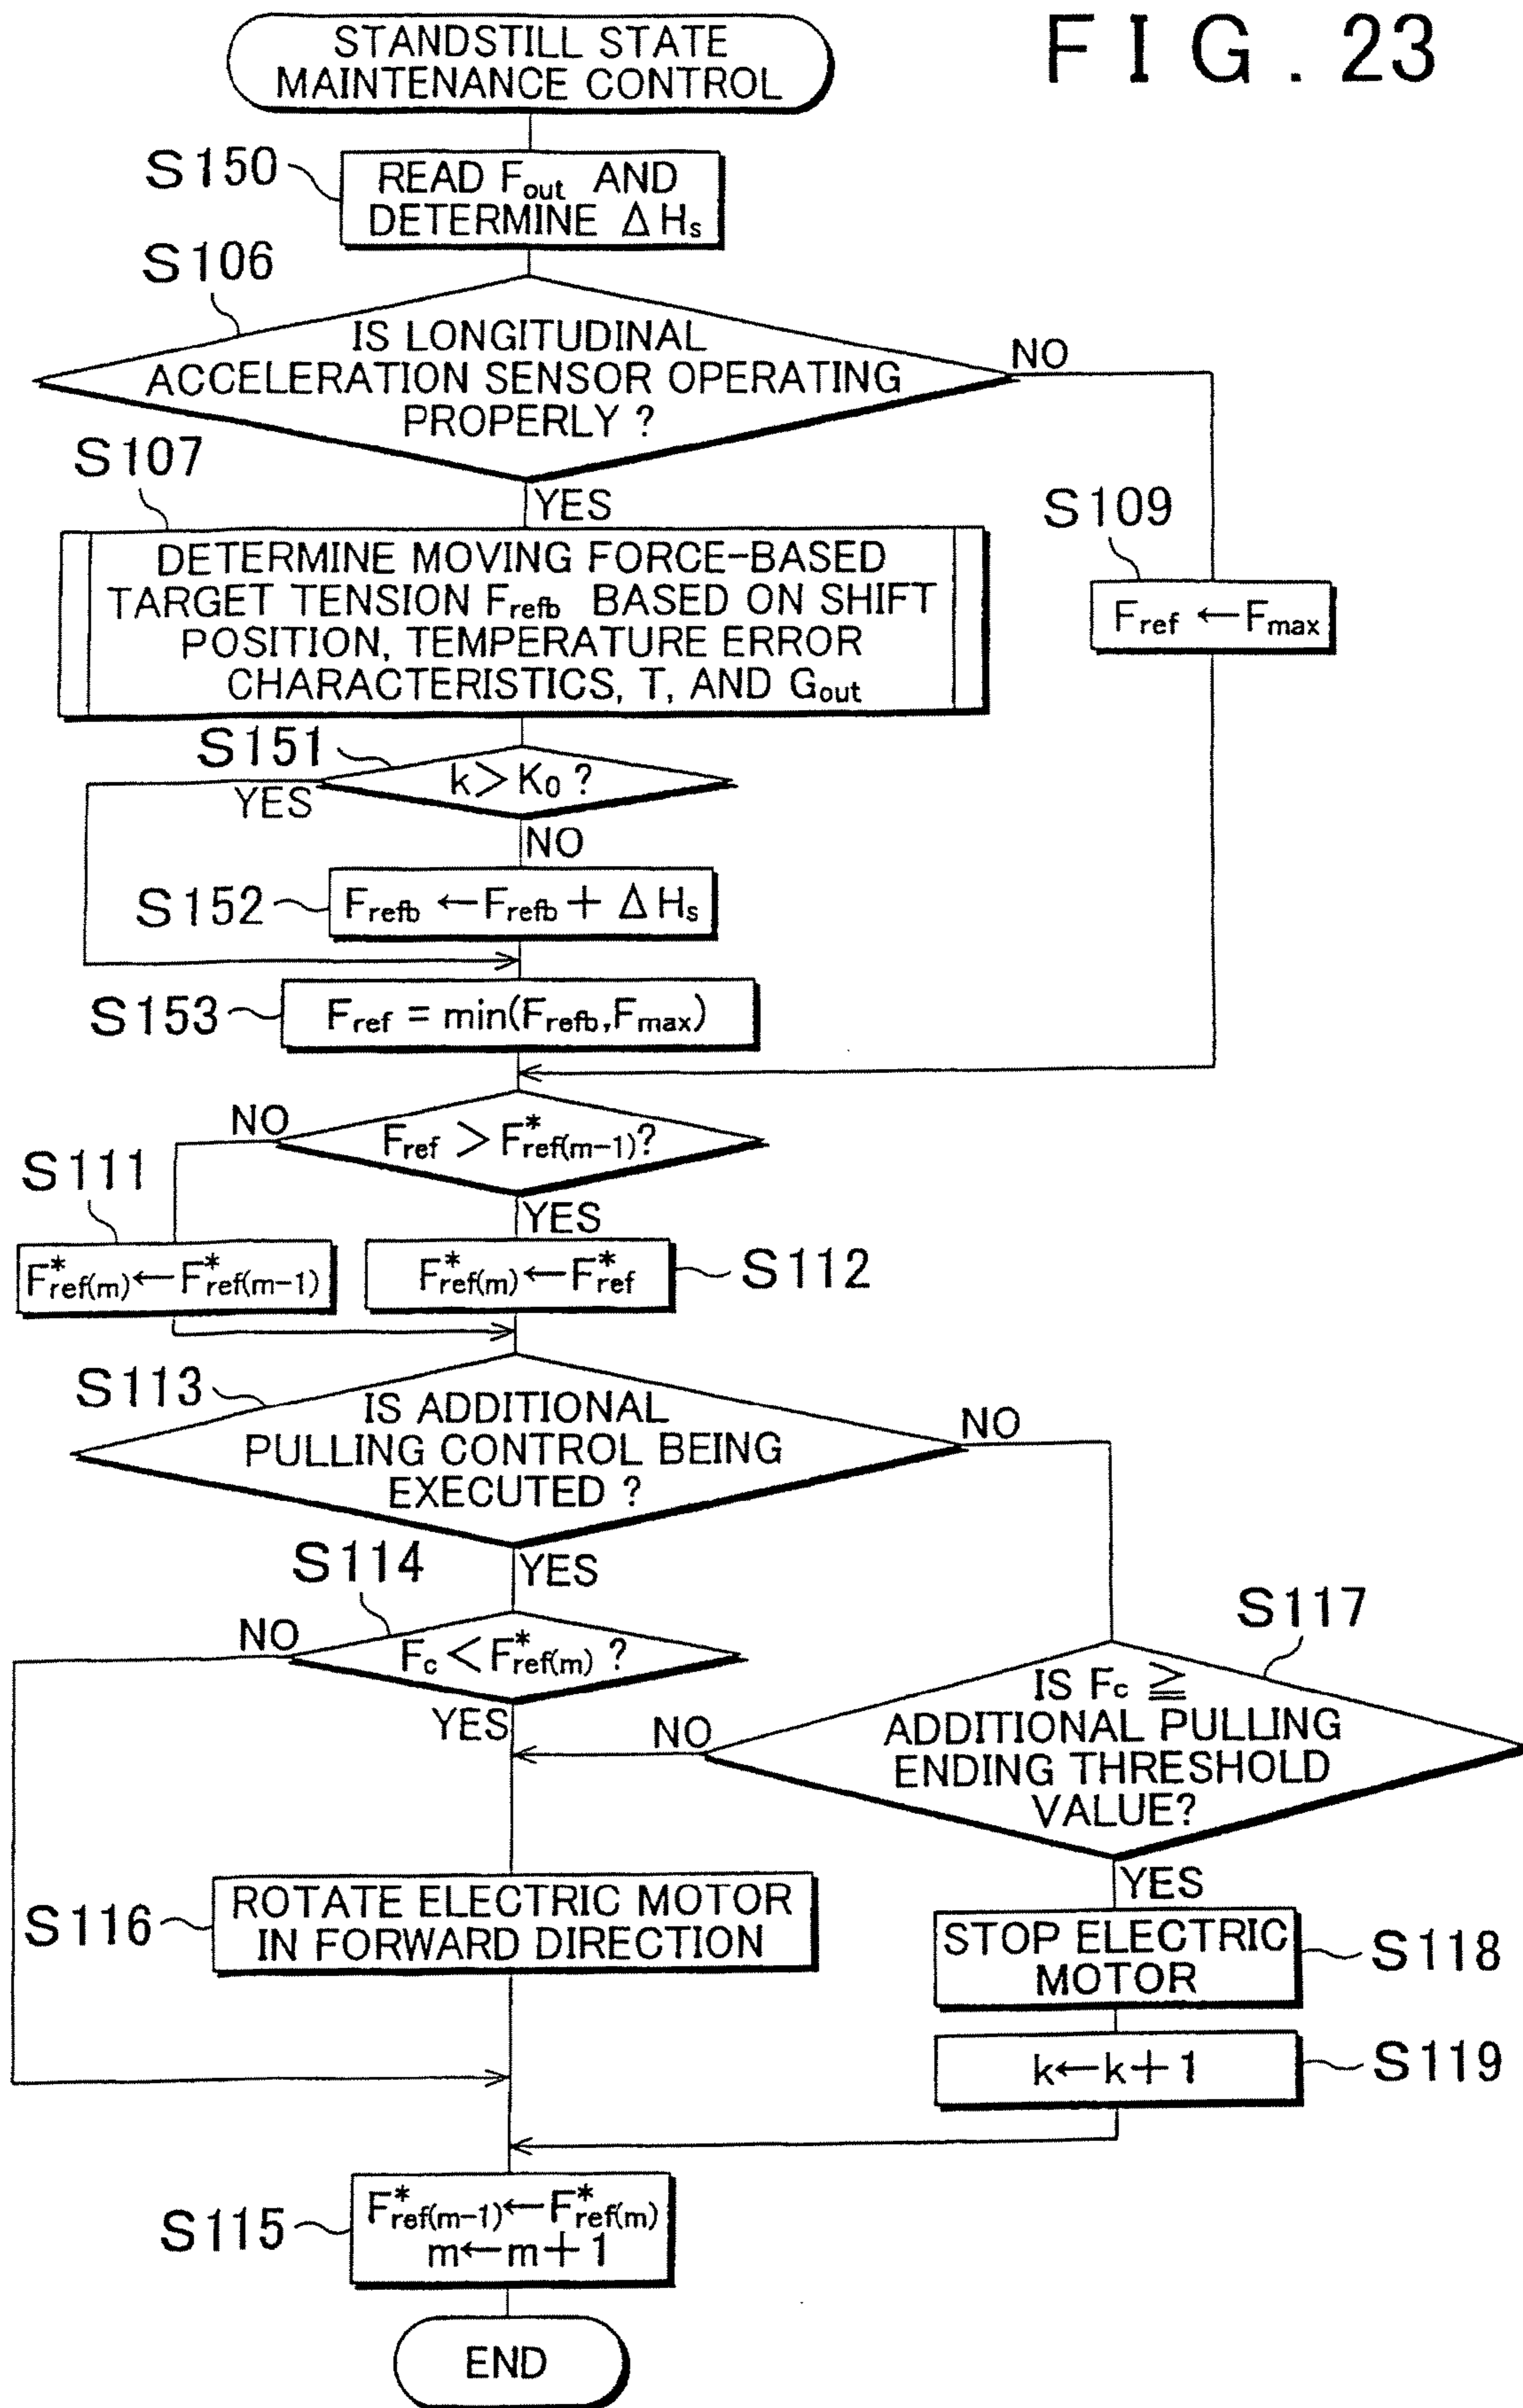 FIG. 23
STANDSTILL STATE
MAINTENANCE CONTROL
S150
READ Fout AND
DETERMINE ΔHs
S106
IS LONGITUDINAL
ACCELERATION SENSOR OPERATING
PROPERLY ?
NO
YES
S107
DETERMINE MOVING FORCE-BASED
TARGET TENSION Frefb BASED ON SHIFT
POSITION, TEMPERATURE ERROR
CHARACTERISTICS, T, AND Gout
S109
Fref ← Fmax
S151
k > K0 ?
YES
NO
S152
Frefb ← Frefb + ΔHs
S153
Fref = min(Frefb, Fmax)
Fref > F*ref(m-1)?
NO
YES
S111
F*ref(m) ← F*ref(m-1)
F*ref(m) ← F*ref
S112
S113
IS ADDITIONAL
PULLING CONTROL BEING
EXECUTED ?
NO
YES
S114
Fc < F*ref(m) ?
NO
YES
S117
IS Fc ≧
ADDITIONAL PULLING
ENDING THRESHOLD
VALUE?
NO
YES
S116
ROTATE ELECTRIC MOTOR
IN FORWARD DIRECTION
STOP ELECTRIC
MOTOR
S118
k ← k + 1
S119
S115
F*ref(m-1) ← F*ref(m)
m ← m + 1
END